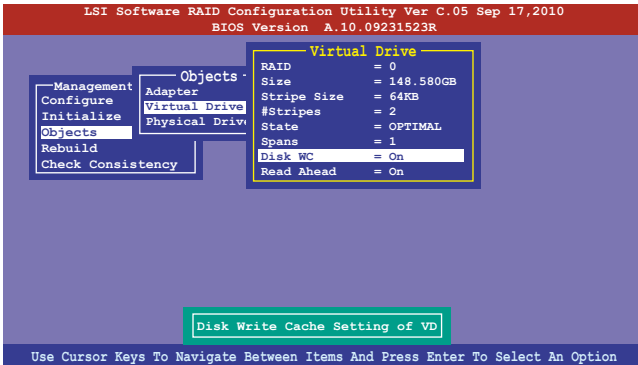 LSI Software RAID Configuration Utility Ver C.05 Sep 17,2010
BIOS Version A.10.09231523R
Management
Configure
Initialize
Objects
Rebuild
Check Consistency
Objects
Adapter
Virtual Drive
Physical Driv
Virtual Drive
RAID = 0
Size = 148.580GB
Stripe Size = 64KB
#Stripes = 2
State = OPTIMAL
Spans = 1
Disk WC = On
Read Ahead = On
Disk Write Cache Setting of VD
Use Cursor Keys To Navigate Between Items And Press Enter To Select An Option